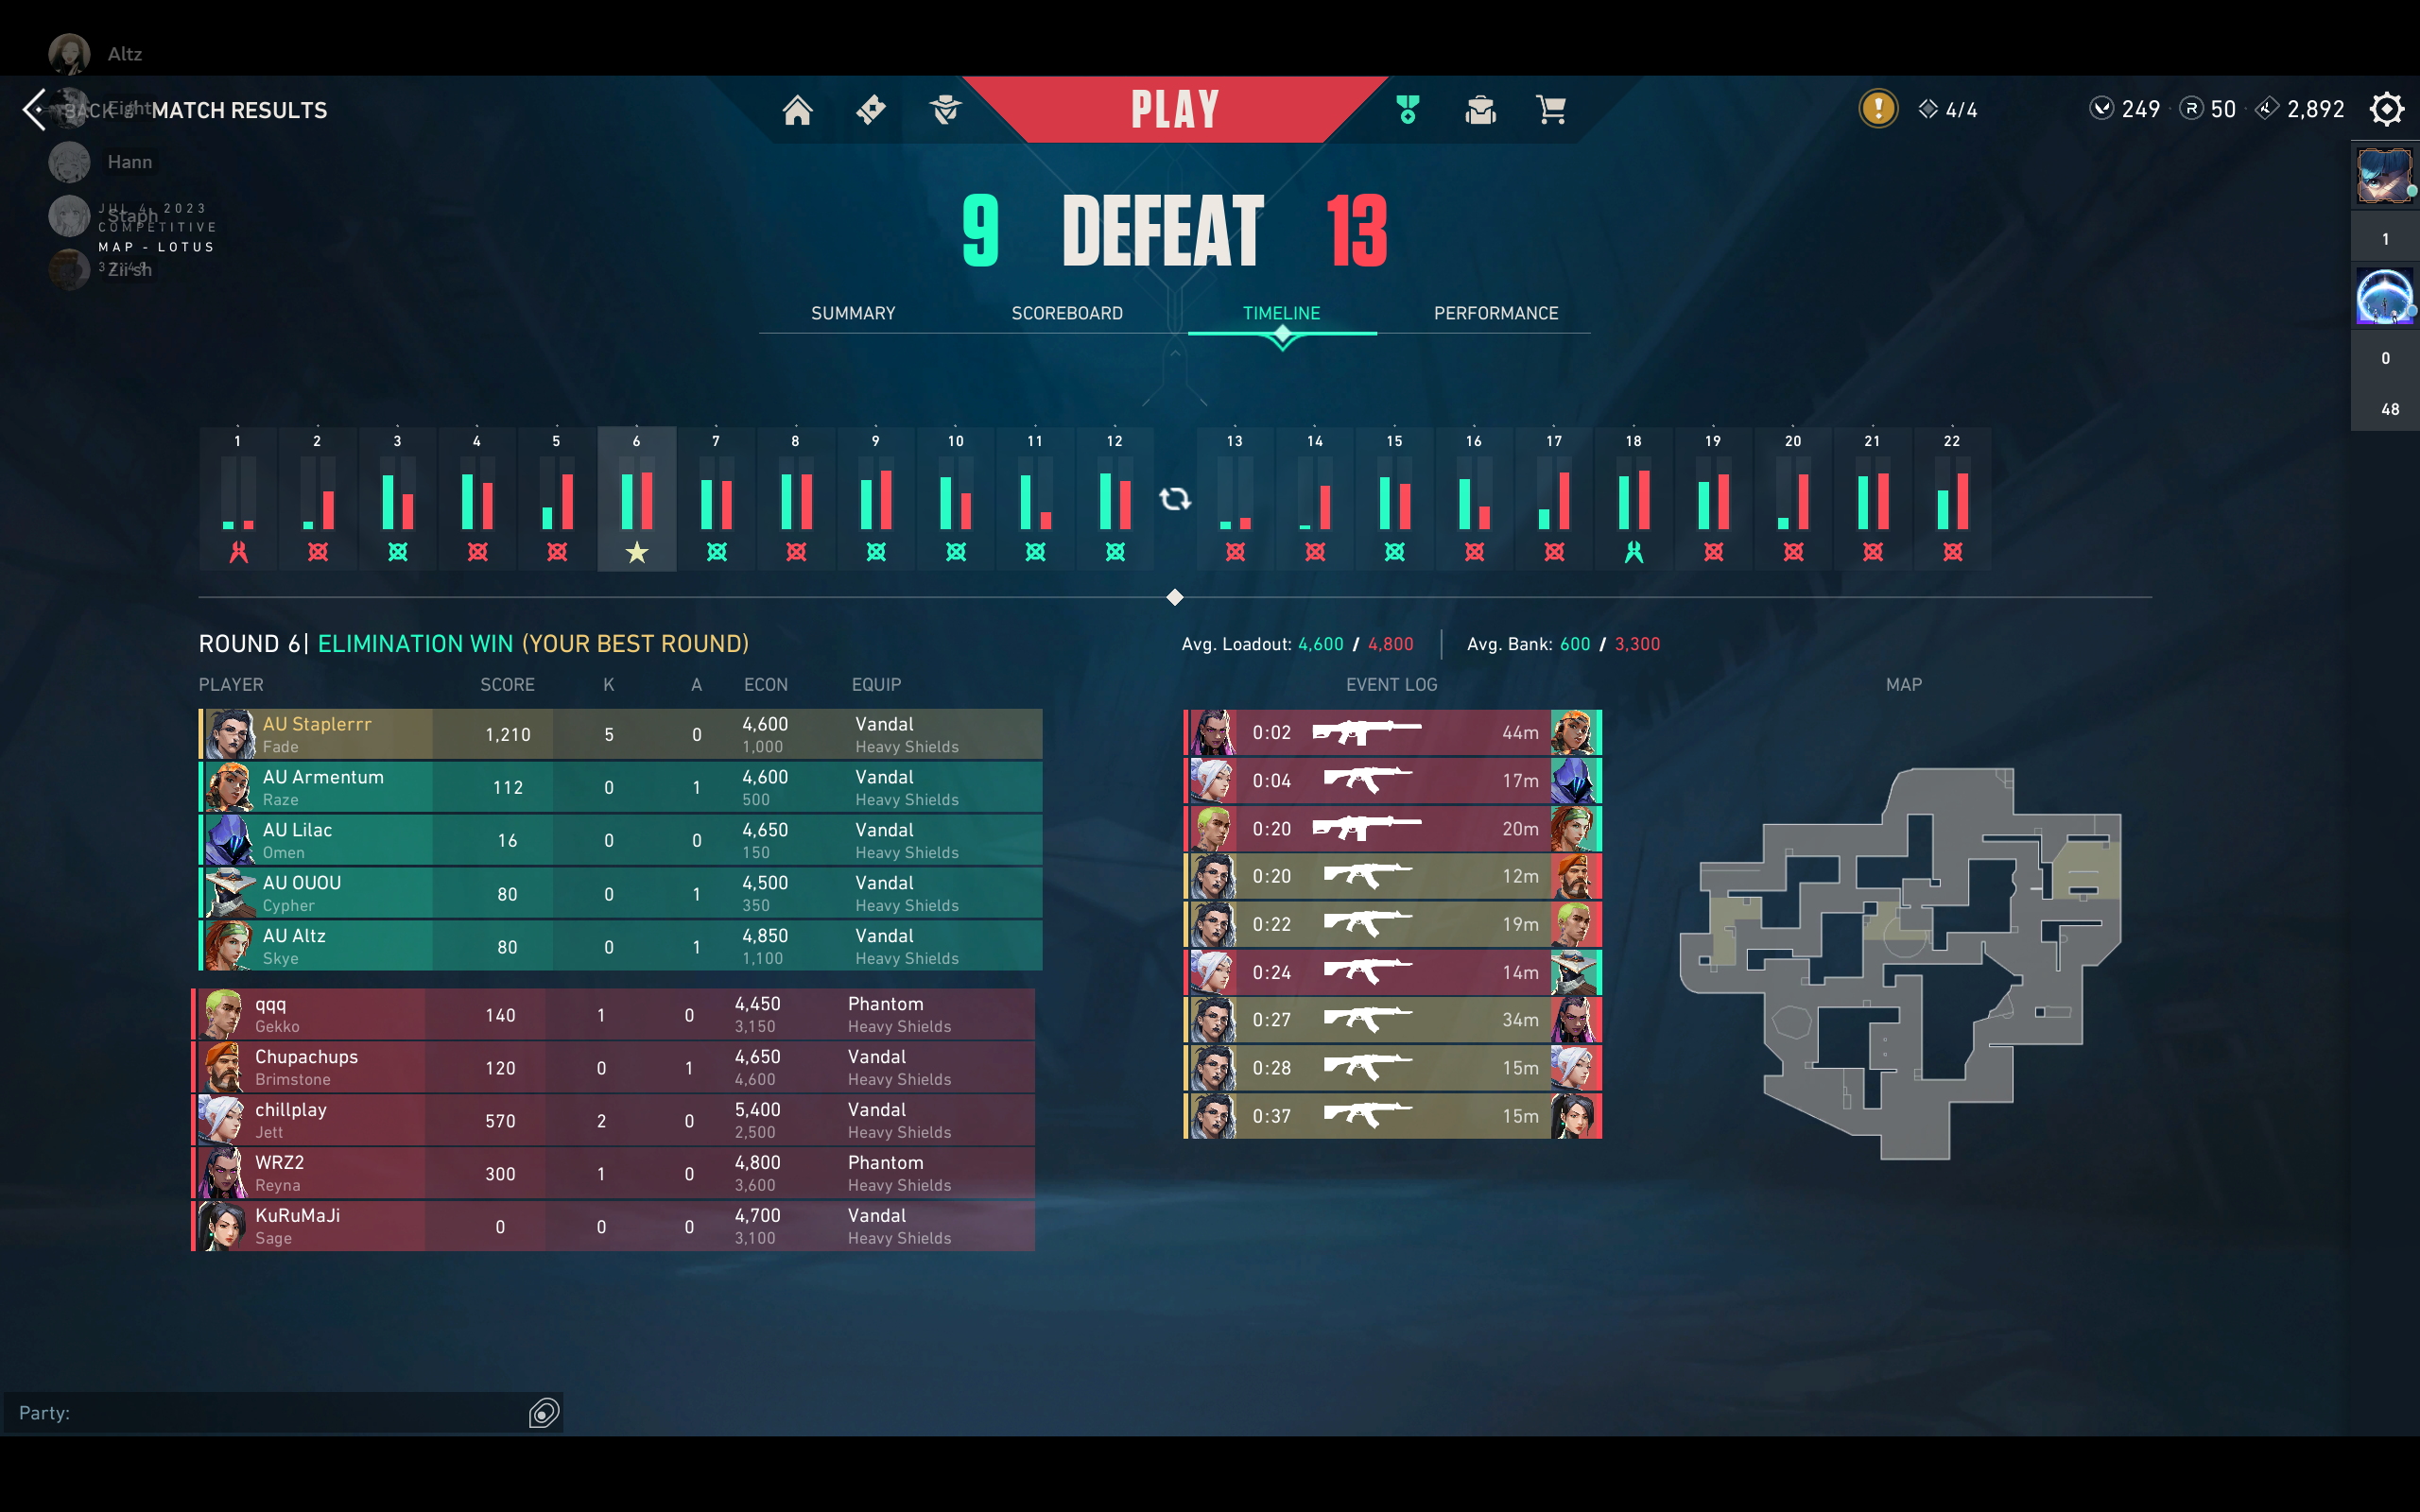 Altz
BACK
Eight
MATCH RESULTS
PLAY
4/4
249
R 50
2,892
Hann
JUL 4, 2023
Staph
COMPETITIVE
MAP - LOTUS
Ziirsh
9 DEFEAT 13
1
0
48
SUMMARY
SCOREBOARD
TIMELINE
PERFORMANCE
1 2 3 4 5 6 7 8 9 10 11 12 13 14 15 16 17 18 19 20 21 22
ROUND 6| ELIMINATION WIN (YOUR BEST ROUND)
Avg. Loadout: 4,600 / 4,800
Avg. Bank: 600 / 3,300
PLAYER SCORE K A ECON EQUIP
AU Staplerrr 1,210 5 0 4,600 Vandal
Fade 1,000 Heavy Shields
AU Armentum 112 0 1 4,600 Vandal
Raze 500 Heavy Shields
AU Lilac 16 0 0 4,650 Vandal
Omen 150 Heavy Shields
AU OUOU 80 0 1 4,500 Vandal
Cypher 350 Heavy Shields
AU Altz 80 0 1 4,850 Vandal
Skye 1,100 Heavy Shields
qqq 140 1 0 4,450 Phantom
Gekko 3,150 Heavy Shields
Chupachups 120 0 1 4,650 Vandal
Brimstone 4,600 Heavy Shields
chillplay 570 2 0 5,400 Vandal
Jett 2,500 Heavy Shields
WRZ2 300 1 0 4,800 Phantom
Reyna 3,600 Heavy Shields
KuRuMaJi 0 0 0 4,700 Vandal
Sage 3,100 Heavy Shields
EVENT LOG
0:02 44m
0:04 17m
0:20 20m
0:20 12m
0:22 19m
0:24 14m
0:27 34m
0:28 15m
0:37 15m
MAP
Party: